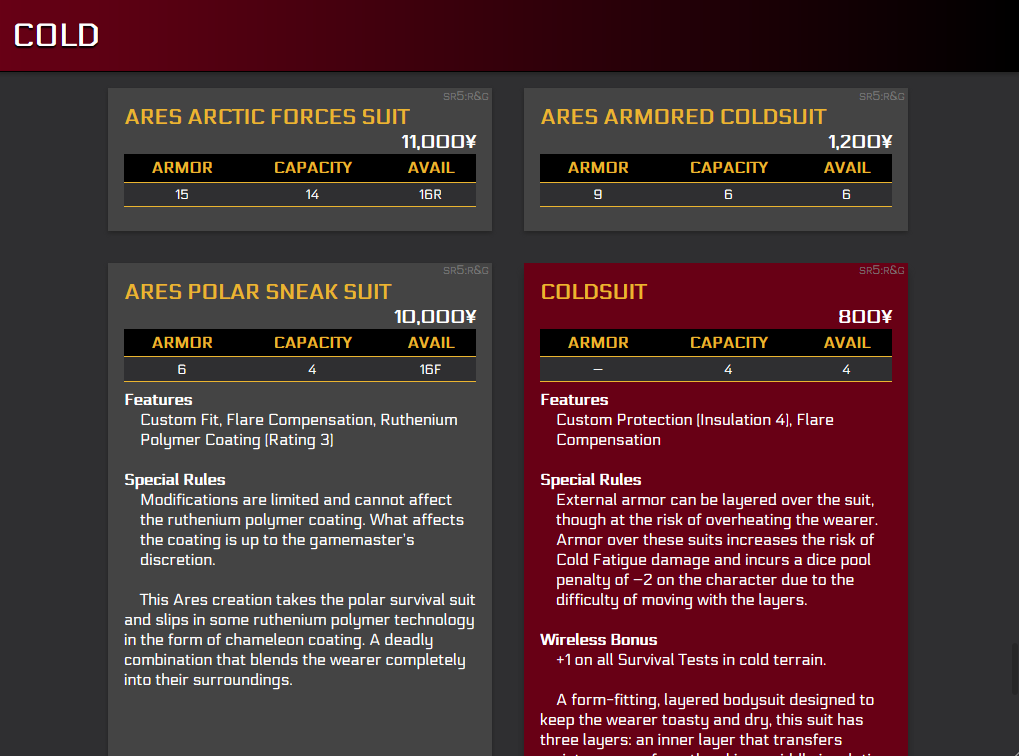 COLD
SR5:R&G
ARES ARCTIC FORCES SUIT
11,000¥
ARMOR CAPACITY AVAIL
15 14 16R
SR5:R&G
ARES ARMORED COLDSUIT
1,200¥
ARMOR CAPACITY AVAIL
9 6 6
SR5:R&G
ARES POLAR SNEAK SUIT
10,000¥
ARMOR CAPACITY AVAIL
6 4 16F
Features
Custom Fit, Flare Compensation, Ruthenium
Polymer Coating (Rating 3)
Special Rules
Modifications are limited and cannot affect
the ruthenium polymer coating. What affects
the coating is up to the gamemaster's
discretion.
This Ares creation takes the polar survival suit
and slips in some ruthenium polymer technology
in the form of chameleon coating. A deadly
combination that blends the wearer completely
into their surroundings.
SR5:R&G
COLDSUIT
800¥
ARMOR CAPACITY AVAIL
— 4 4
Features
Custom Protection (Insulation 4), Flare
Compensation
Special Rules
External armor can be layered over the suit,
though at the risk of overheating the wearer.
Armor over these suits increases the risk of
Cold Fatigue damage and incurs a dice pool
penalty of –2 on the character due to the
difficulty of moving with the layers.
Wireless Bonus
+1 on all Survival Tests in cold terrain.
A form-fitting, layered bodysuit designed to
keep the wearer toasty and dry, this suit has
three layers: an inner layer that transfers